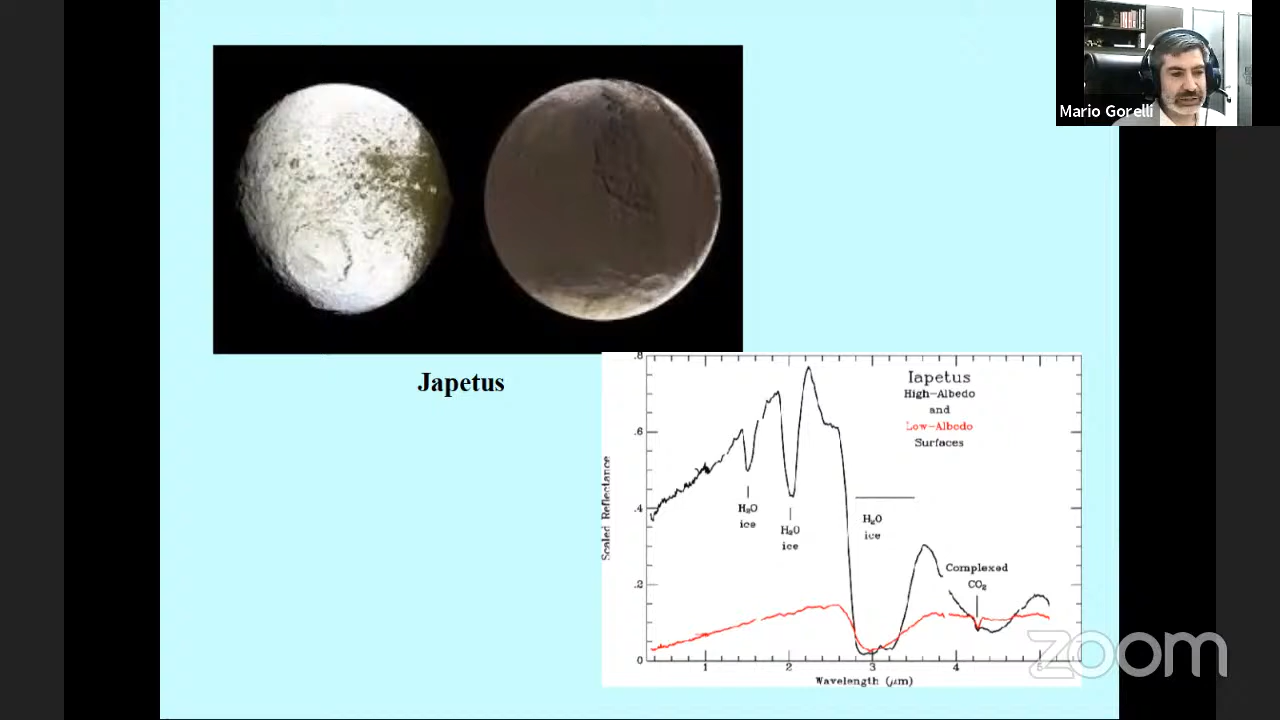 Mario Gorelli
Japetus
Iapetus
High-Albedo
and
Low-Albedo
Surfaces
.8
.6
.4
.2
0
Scaled Reflectance
H₂O
ice
H₂O
ice
H₂O
ice
Complexed
CO₂
1
2
3
4
5
Wavelength (μm)
zoom